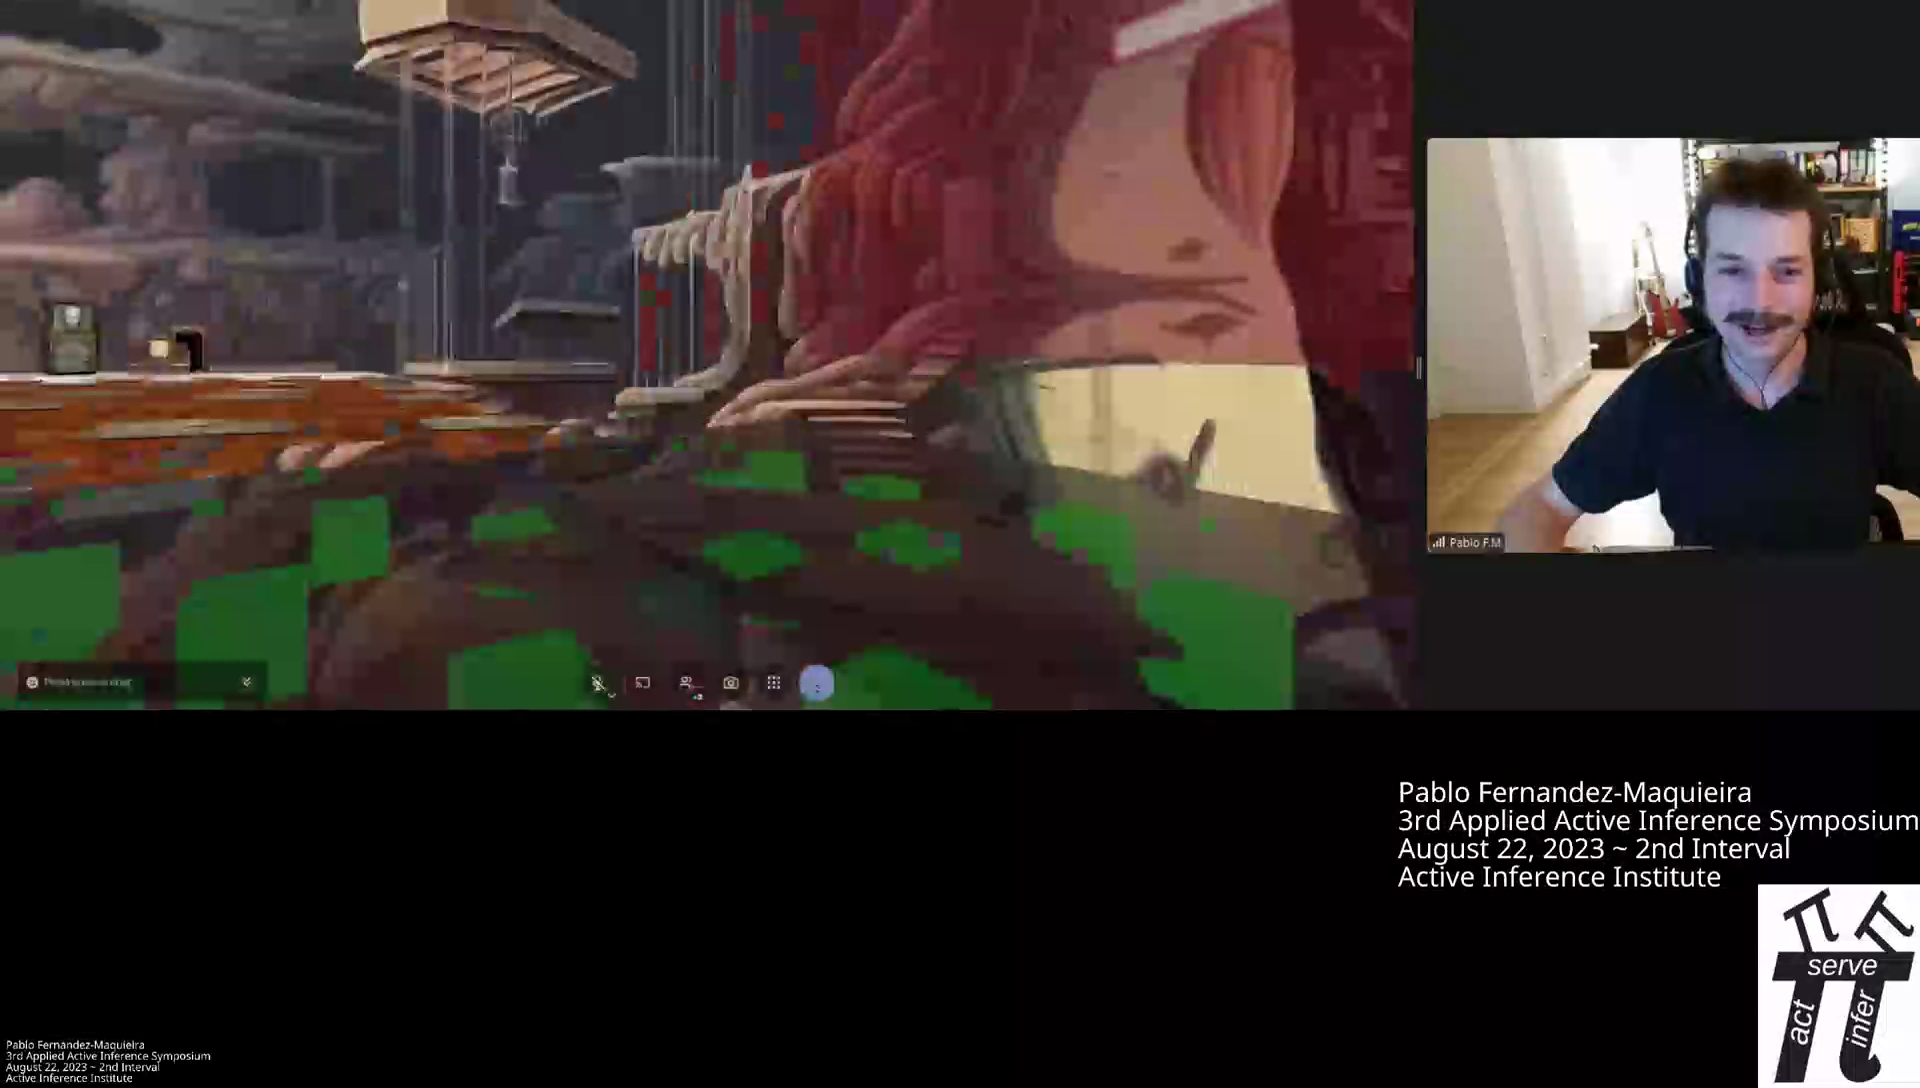 Pablo F.M
Pablo Fernandez-Maquieira
3rd Applied Active Inference Symposium
August 22, 2023 ~ 2nd Interval
Active Inference Institute
serve
act
infer
Pablo Fernandez-Maquieira
3rd Applied Active Inference Symposium
August 22, 2023 ~ 2nd Interval
Active Inference Institute